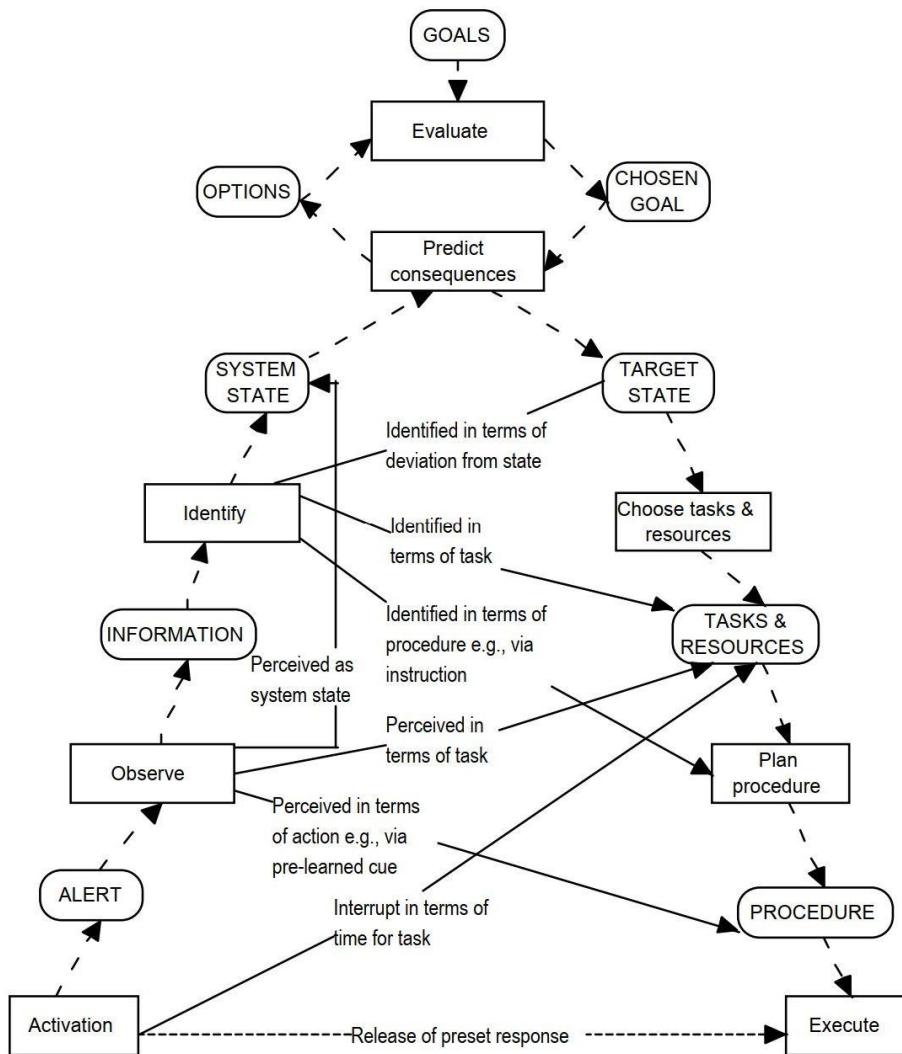 GOALS
Evaluate
OPTIONS
CHOSEN
GOAL
Predict
consequences
SYSTEM
STATE
TARGET
STATE
Identified in terms of
deviation from state
Identify
Choose tasks &
resources
Identified in
terms of task
INFORMATION
TASKS &
RESOURCES
Identified in terms of
procedure e.g., via
instruction
Perceived as
system state
Perceived in
terms of task
Observe
Plan
procedure
Perceived in terms
of action e.g., via
pre-learned cue
ALERT
Interrupt in terms of
time for task
PROCEDURE
Activation
Release of preset response
Execute